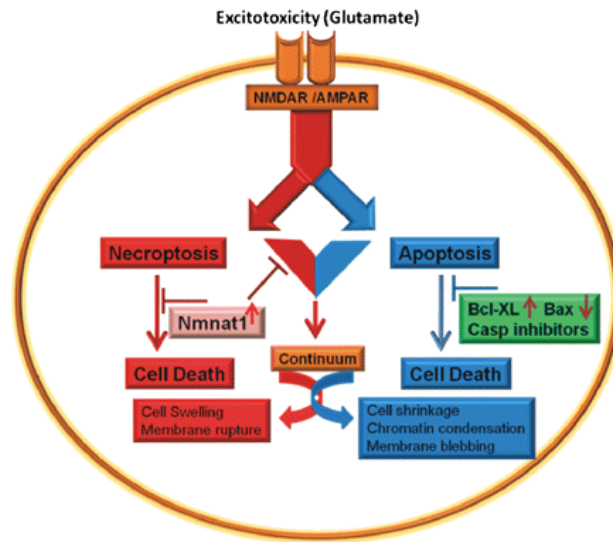 Excitotoxicity (Glutamate)
NMDAR /AMPAR
Necroptosis
Apoptosis
Nmnat1
Bcl-XL Bax
Casp inhibitors
Continuum
Cell Death
Cell Death
Cell Swelling
Membrane rupture
Cell shrinkage
Chromatin condensation
Membrane blebbing